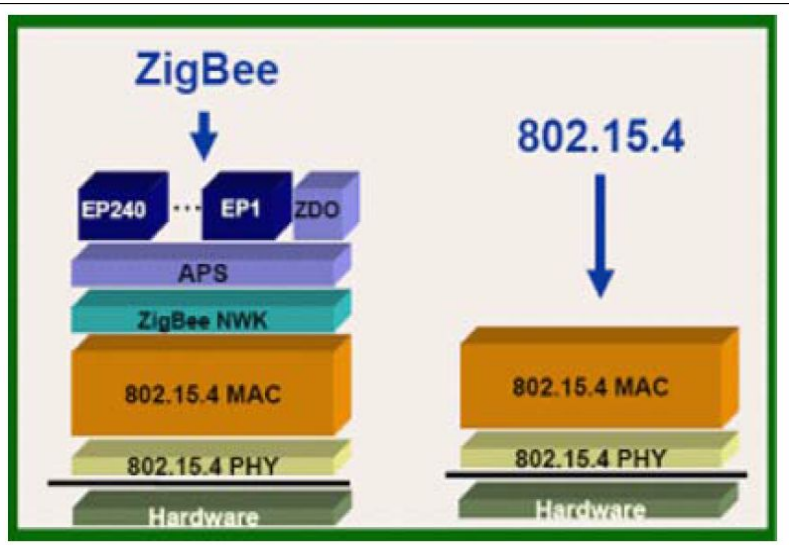 ZigBee
EP240 ... EP1 ZDO
APS
ZigBee NWK
802.15.4 MAC
802.15.4 PHY
Hardware
802.15.4
802.15.4 MAC
802.15.4 PHY
Hardware